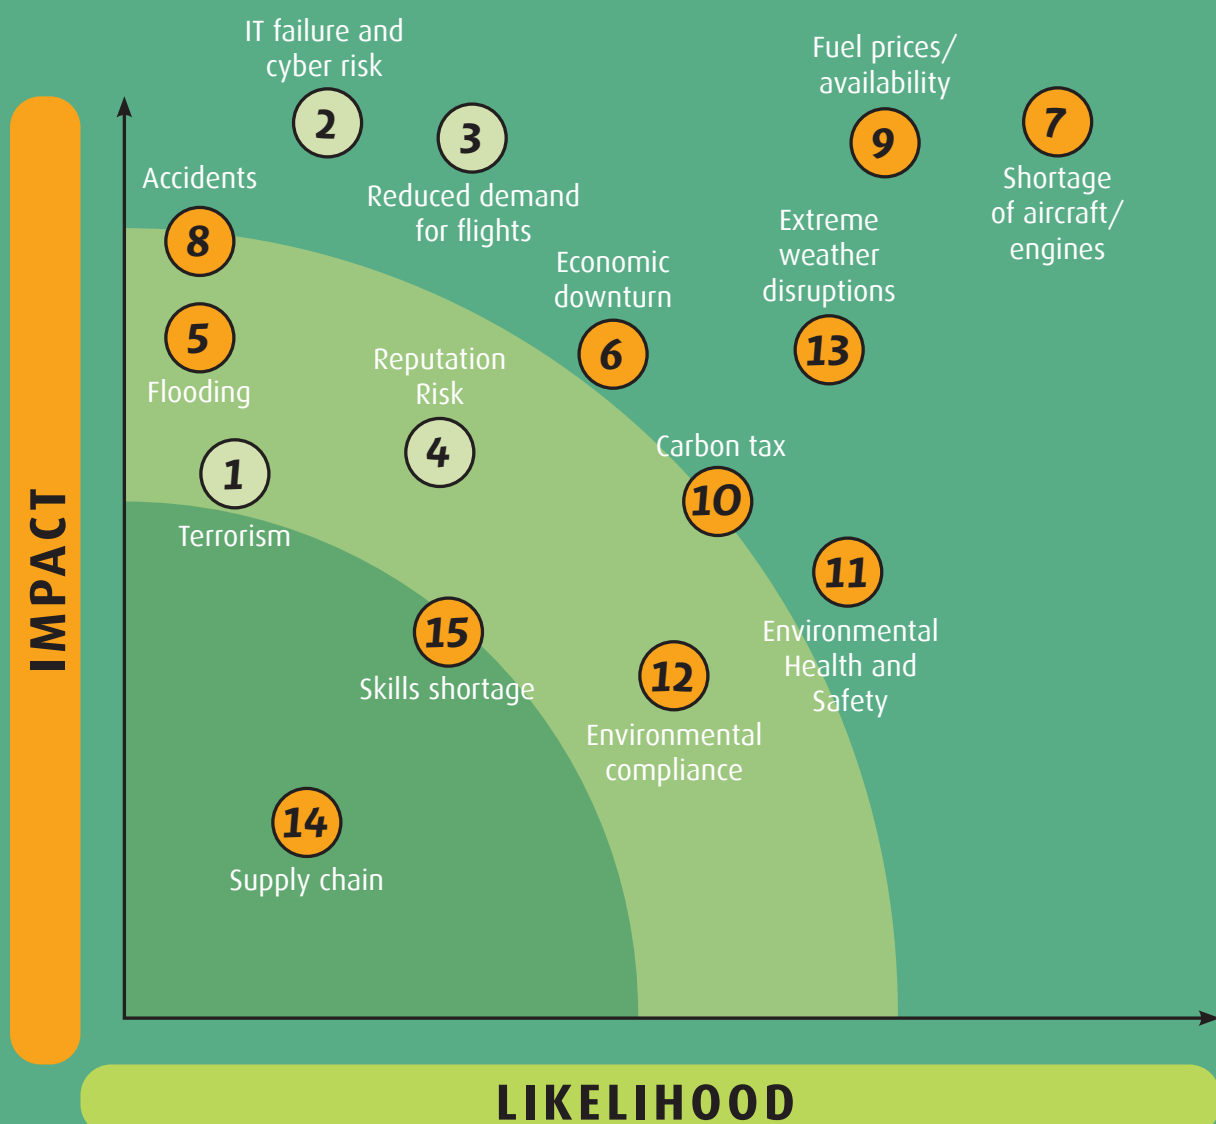 IT failure and
cyber risk
2
3
Reduced demand
for flights
Fuel prices/
availability
9
7
Shortage
of aircraft/
engines
Accidents
8
5
Flooding
Economic
downturn
6
Extreme
weather
disruptions
13
Reputation
Risk
4
1
Terrorism
Carbon tax
10
11
Environmental
Health and
Safety
15
Skills shortage
12
Environmental
compliance
14
Supply chain
IMPACT
LIKELIHOOD